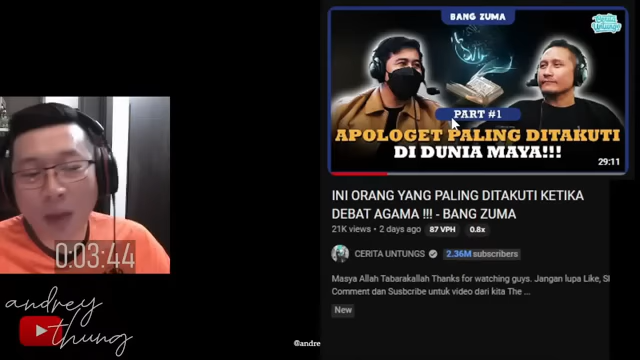 BANG ZUMA
Cerita
Untungs
PART #1
APOLOGET PALING DITAKUTI
DI DUNIA MAYA!!!
29:11
INI ORANG YANG PALING DITAKUTI KETIKA
DEBAT AGAMA !!! - BANG ZUMA
21K views • 2 days ago 87 VPH 0.8x
CERITA UNTUNGS 2.36M subscribers
Masya Allah Tabarakallah Thanks for watching guys. Jangan lupa Like, SI
Comment dan Susbcribe untuk video dari kita The ...
New
0:03:44
andrey
thung
@andre